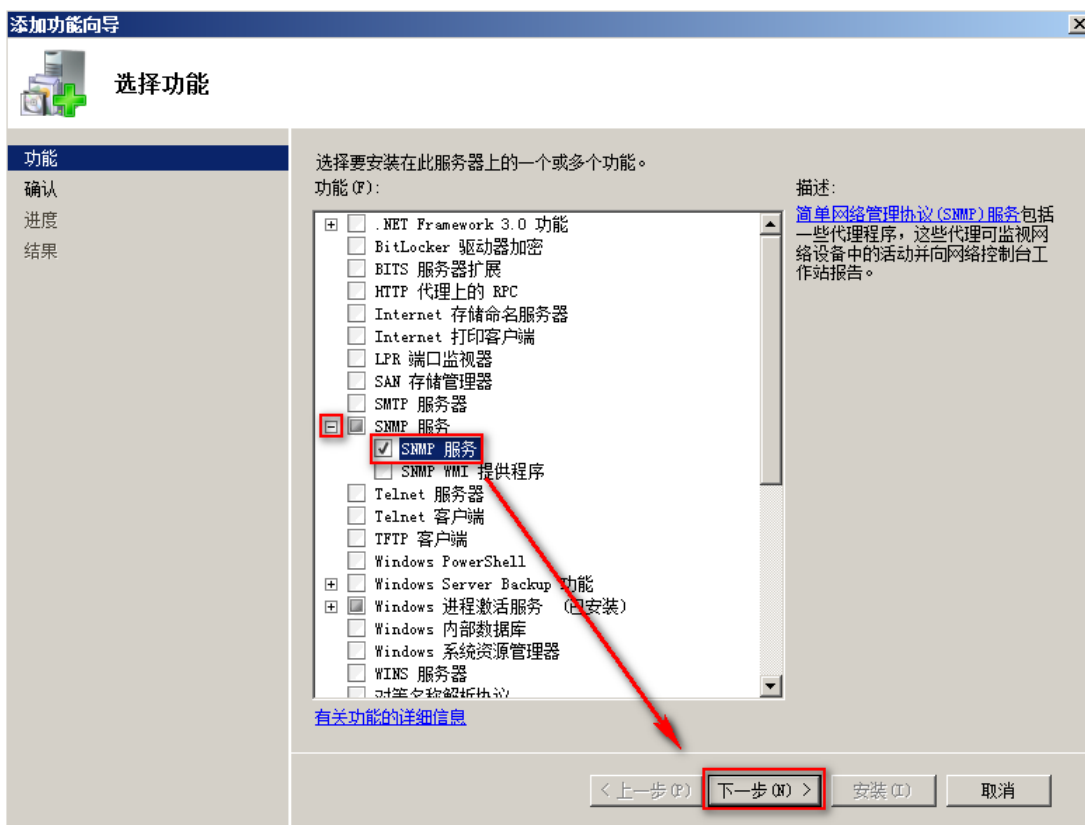 添加功能向导
选择功能
功能
确认
进度
结果
选择要安装在此服务器上的一个或多个功能。
功能(F):
.NET Framework 3.0 功能
BitLocker 驱动器加密
BITS 服务器扩展
HTTP 代理上的 RPC
Internet 存储命名服务器
Internet 打印客户端
LPR 端口监视器
SAN 存储管理器
SMTP 服务器
SNMP 服务
SNMP 服务
SNMP WMI 提供程序
Telnet 服务器
Telnet 客户端
TFTP 客户端
Windows PowerShell
Windows Server Backup 功能
Windows 进程激活服务 (已安装)
Windows 内部数据库
Windows 系统资源管理器
WINS 服务器
对等名称解析协议
有关功能的详细信息
描述:
简单网络管理协议(SNMP)服务包括
一些代理程序，这些代理可监视网
络设备中的活动并向网络控制台工
作站报告。
< 上一步(P)
下一步(N) >
安装(I)
取消